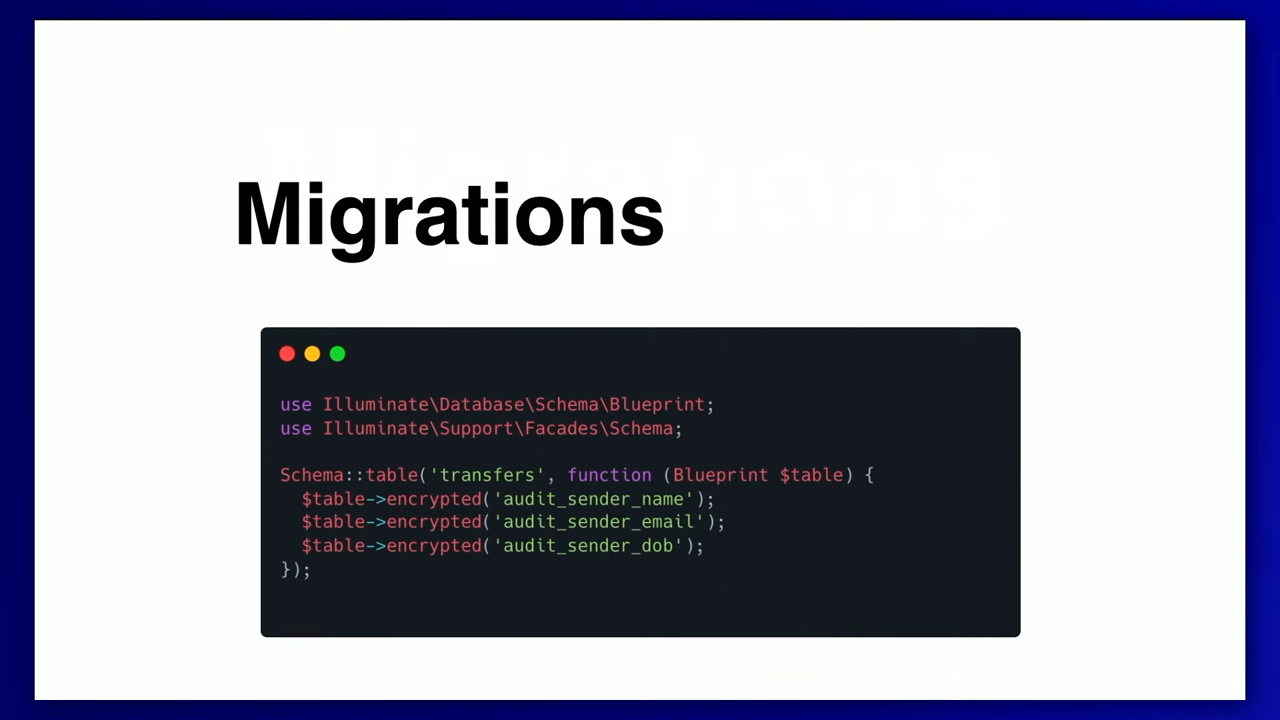 Migrations
use Illuminate\Database\Schema\Blueprint;
use Illuminate\Support\Facades\Schema;
Schema::table('transfers', function (Blueprint $table) {
  $table->encrypted('audit_sender_name');
  $table->encrypted('audit_sender_email');
  $table->encrypted('audit_sender_dob');
});